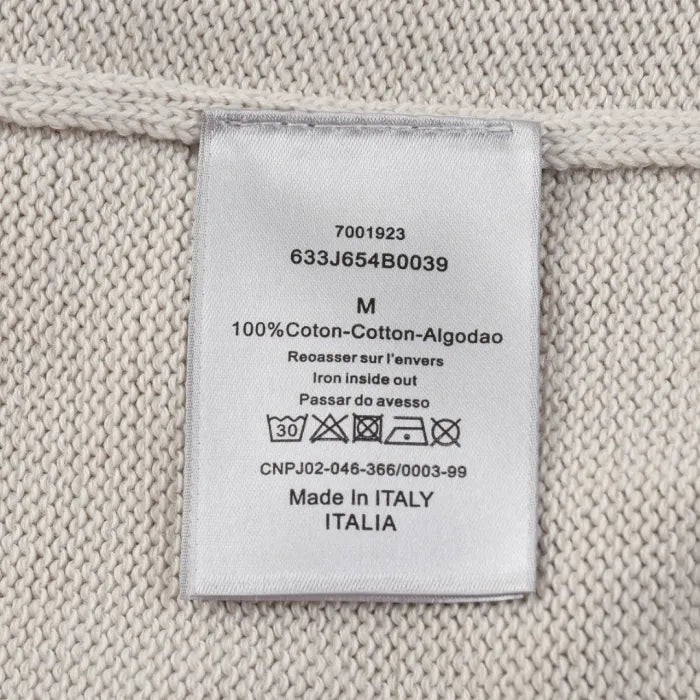 7001923
633J654B0039
M
100%Coton-Cotton-Algodao
Reoasser sur l'envers
Iron inside out
Passar do avesso
30
CNPJ02-046-366/0003-99
Made In ITALY
ITALIA